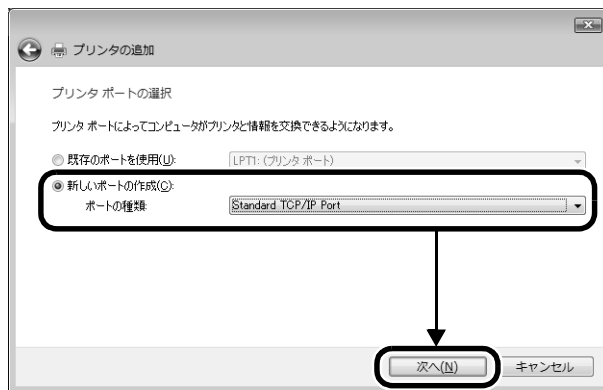 プリンタの追加
プリンタ ポートの選択
プリンタ ポートによってコンピュータがプリンタと情報を交換できるようになります。
既存のポートを使用(U):
LPT1: (プリンタ ポート)
新しいポートの作成(C):
ポートの種類:
Standard TCP/IP Port
次へ(N)
キャンセル